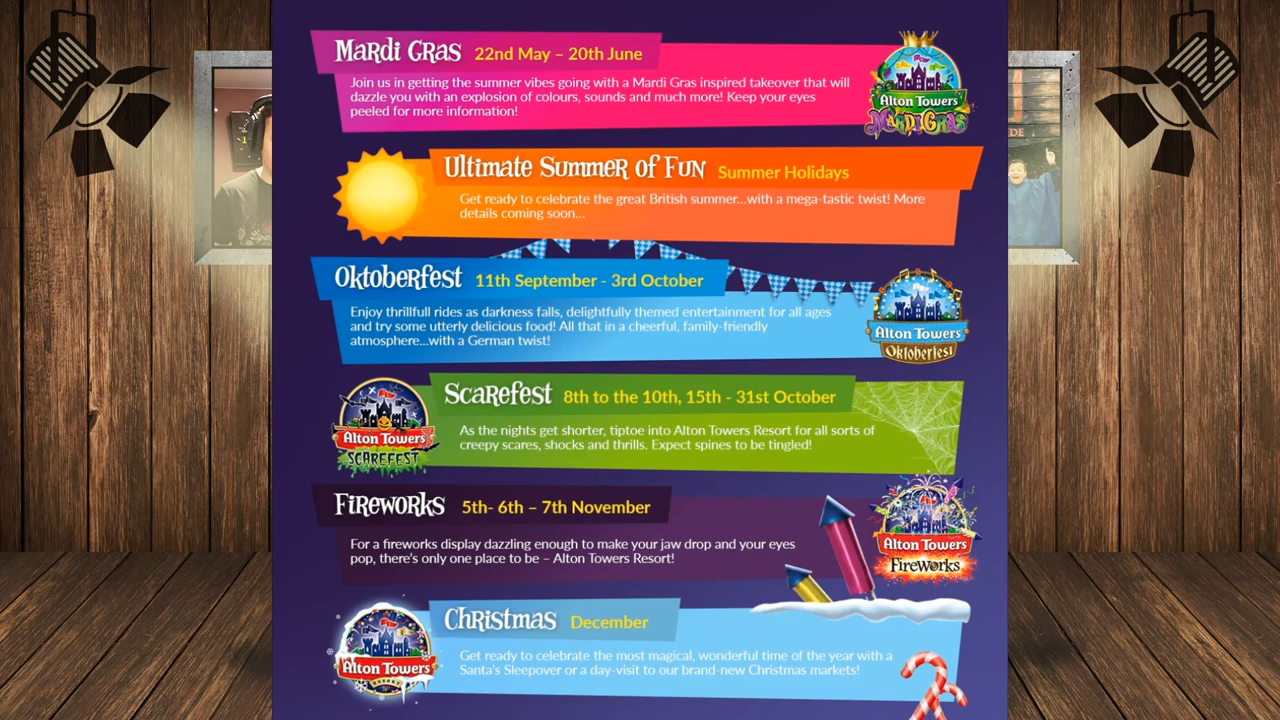 Mardi Gras 22nd May – 20th June
Join us in getting the summer vibes going with a Mardi Gras inspired takeover that will
dazzle you with an explosion of colours, sounds and much more! Keep your eyes
peeled for more information!
Alton Towers
Mardi Gras
Ultimate Summer of Fun Summer Holidays
Get ready to celebrate the great British summer...with a mega-tastic twist! More
details coming soon...
Oktoberfest 11th September - 3rd October
Enjoy thrillfull rides as darkness falls, delightfully themed entertainment for all ages
and try some utterly delicious food! All that in a cheerful, family-friendly
atmosphere...with a German twist!
Alton Towers
Oktoberfest
Scarefest 8th to the 10th, 15th - 31st October
As the nights get shorter, tiptoe into Alton Towers Resort for all sorts of
creepy scares, shocks and thrills. Expect spines to be tingled!
Alton Towers
Scarefest
Fireworks 5th- 6th – 7th November
For a fireworks display dazzling enough to make your jaw drop and your eyes
pop, there's only one place to be – Alton Towers Resort!
Alton Towers
Fireworks
Christmas December
Get ready to celebrate the most magical, wonderful time of the year with a
Santa's Sleepover or a day-visit to our brand-new Christmas markets!
Alton Towers
Resort